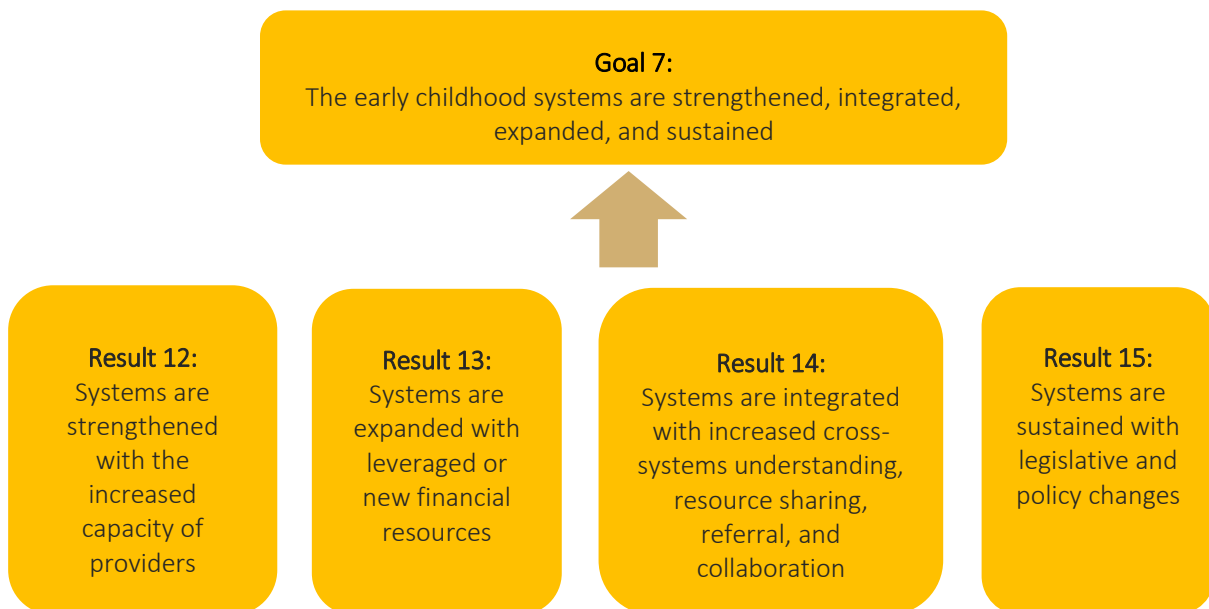 Goal 7:
The early childhood systems are strengthened, integrated,
expanded, and sustained
Result 12:
Systems are
strengthened
with the
increased
capacity of
providers
Result 13:
Systems are
expanded with
leveraged or
new financial
resources
Result 14:
Systems are integrated
with increased cross-
systems understanding,
resource sharing,
referral, and
collaboration
Result 15:
Systems are
sustained with
legislative and
policy changes